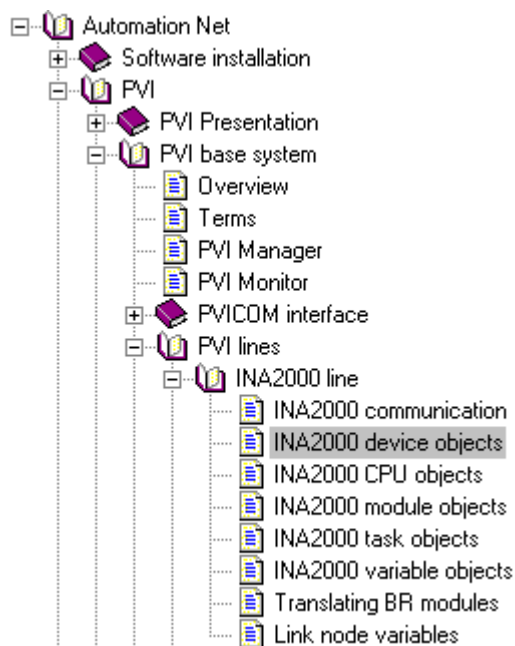 Automation Net
Software installation
PVI
PVI Presentation
PVI base system
Overview
Terms
PVI Manager
PVI Monitor
PVICOM interface
PVI lines
INA2000 line
INA2000 communication
INA2000 device objects
INA2000 CPU objects
INA2000 module objects
INA2000 task objects
INA2000 variable objects
Translating BR modules
Link node variables